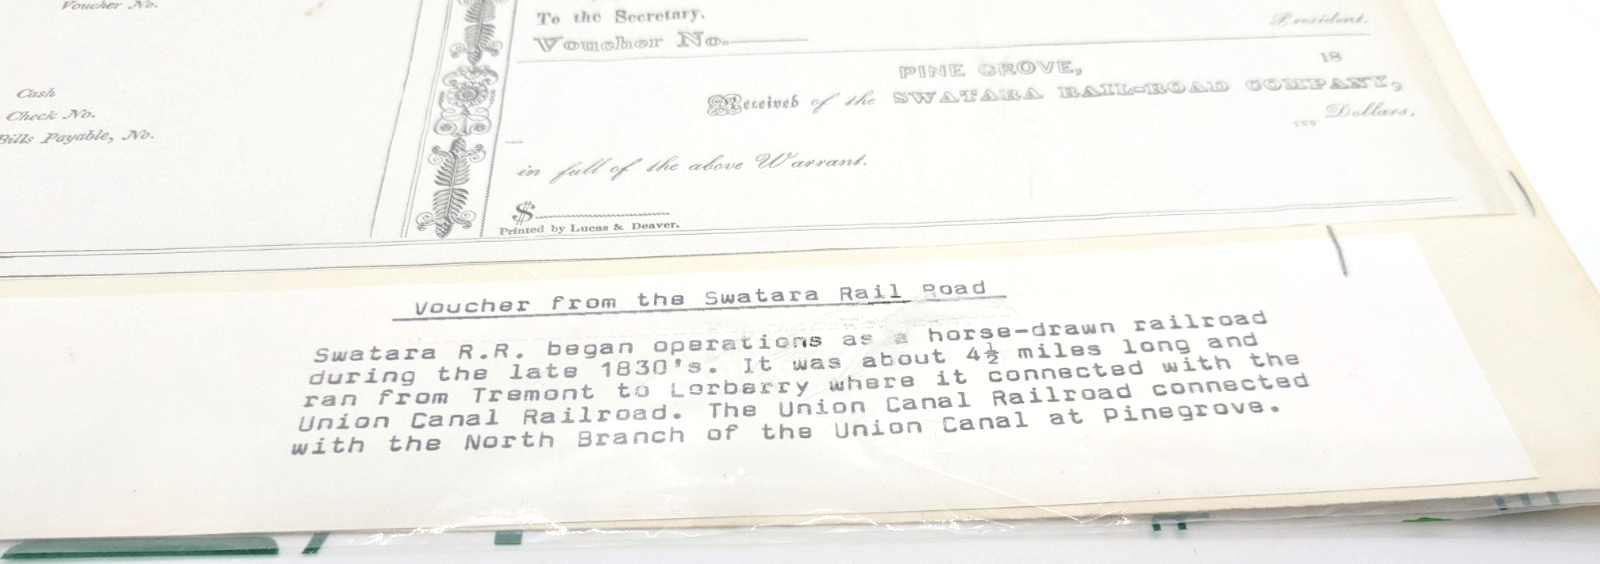 Voucher No.
Cash
Check No.
Bills Payable, No.
To the Secretary.
Voucher No.
President.
PINE GROVE, 18
Received of the SWATARA RAIL-ROAD COMPANY,
100 Dollars,
in full of the above Warrant.
$
Printed by Lucas & Deaver.
Voucher from the Swatara Rail Road
Swatara R.R. began operations as a horse-drawn railroad
during the late 1830's. It was about 4½ miles long and
ran from Tremont to Lorberry where it connected with the
Union Canal Railroad. The Union Canal Railroad connected
with the North Branch of the Union Canal at Pinegrove.